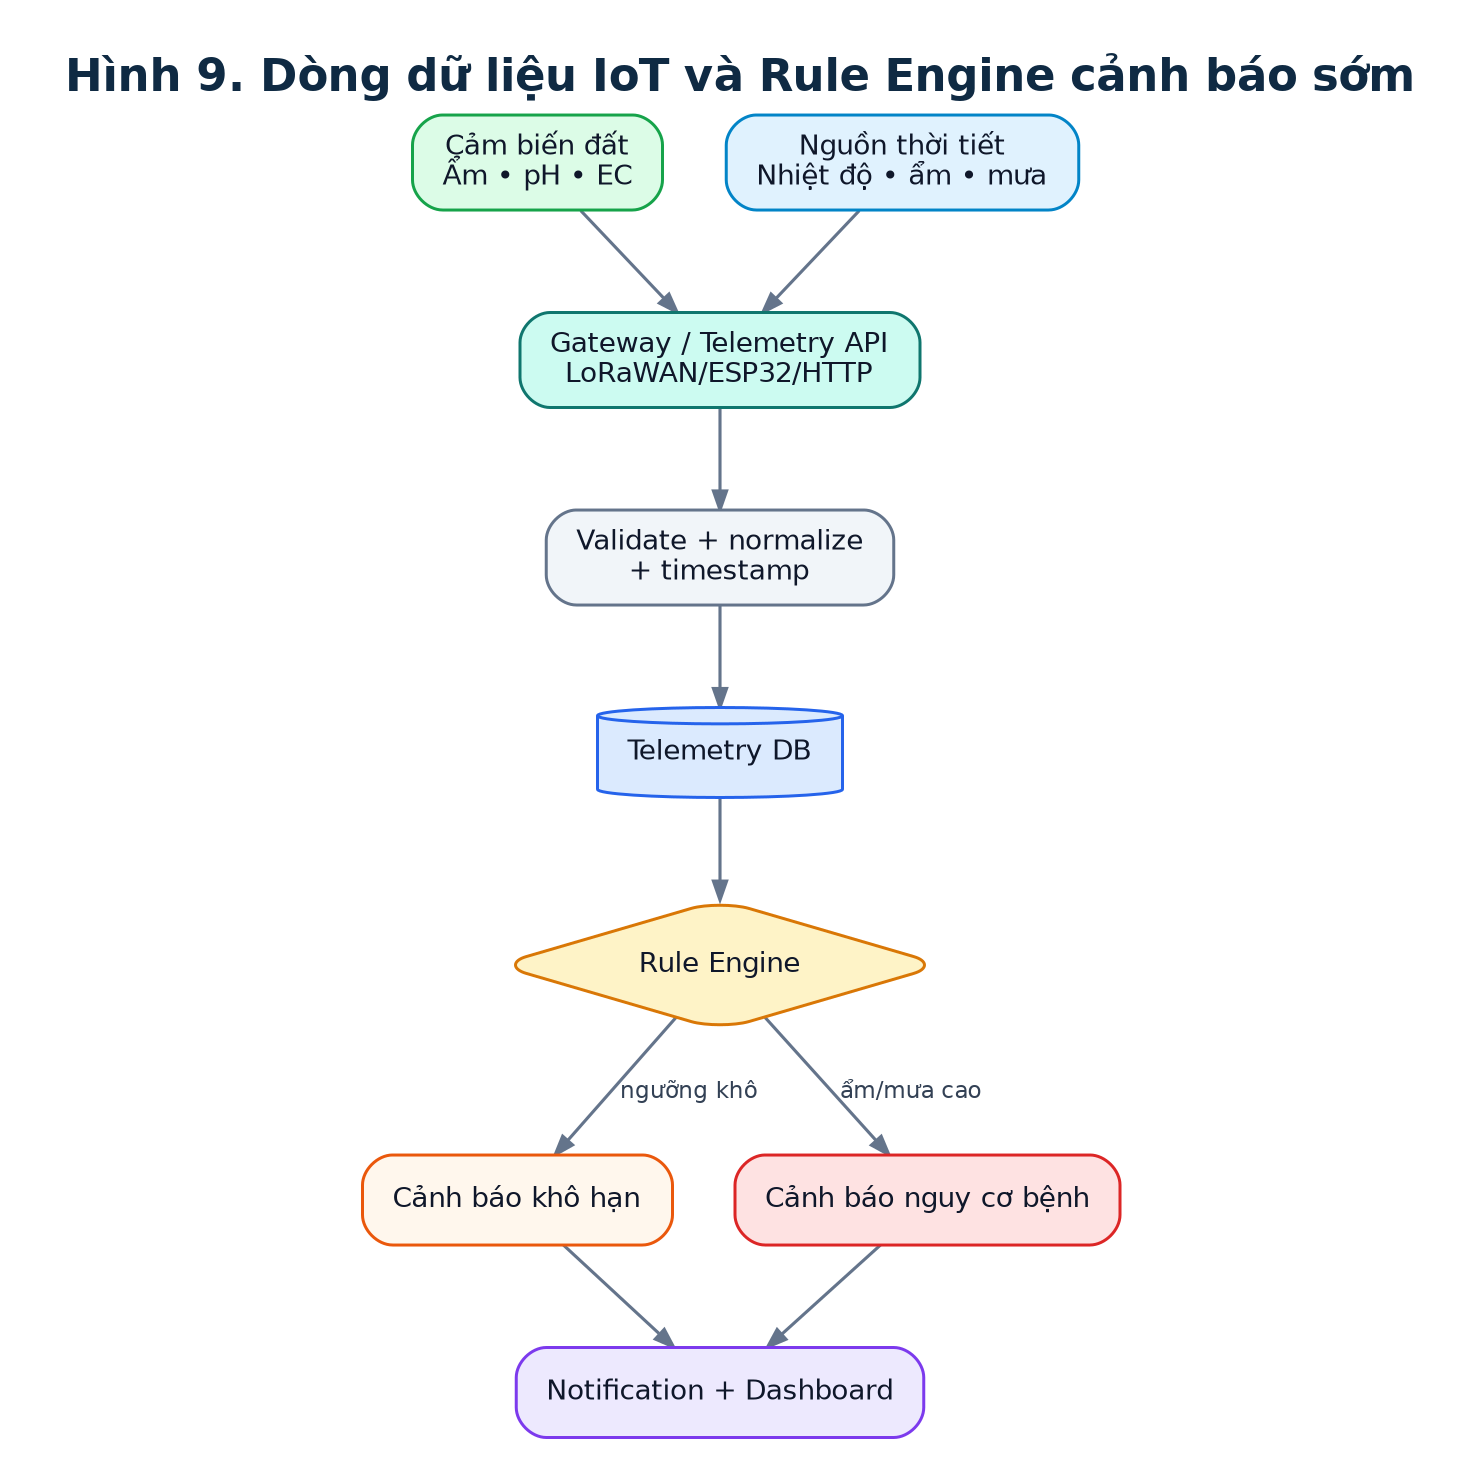 Hình 9. Dòng dữ liệu IoT và Rule Engine cảnh báo sớm
Cảm biến đất
Ẩm • pH • EC
Nguồn thời tiết
Nhiệt độ • ẩm • mưa
Gateway / Telemetry API
LoRaWAN/ESP32/HTTP
Validate + normalize
+ timestamp
Telemetry DB
Rule Engine
ngưỡng khô
ẩm/mưa cao
Cảnh báo khô hạn
Cảnh báo nguy cơ bệnh
Notification + Dashboard